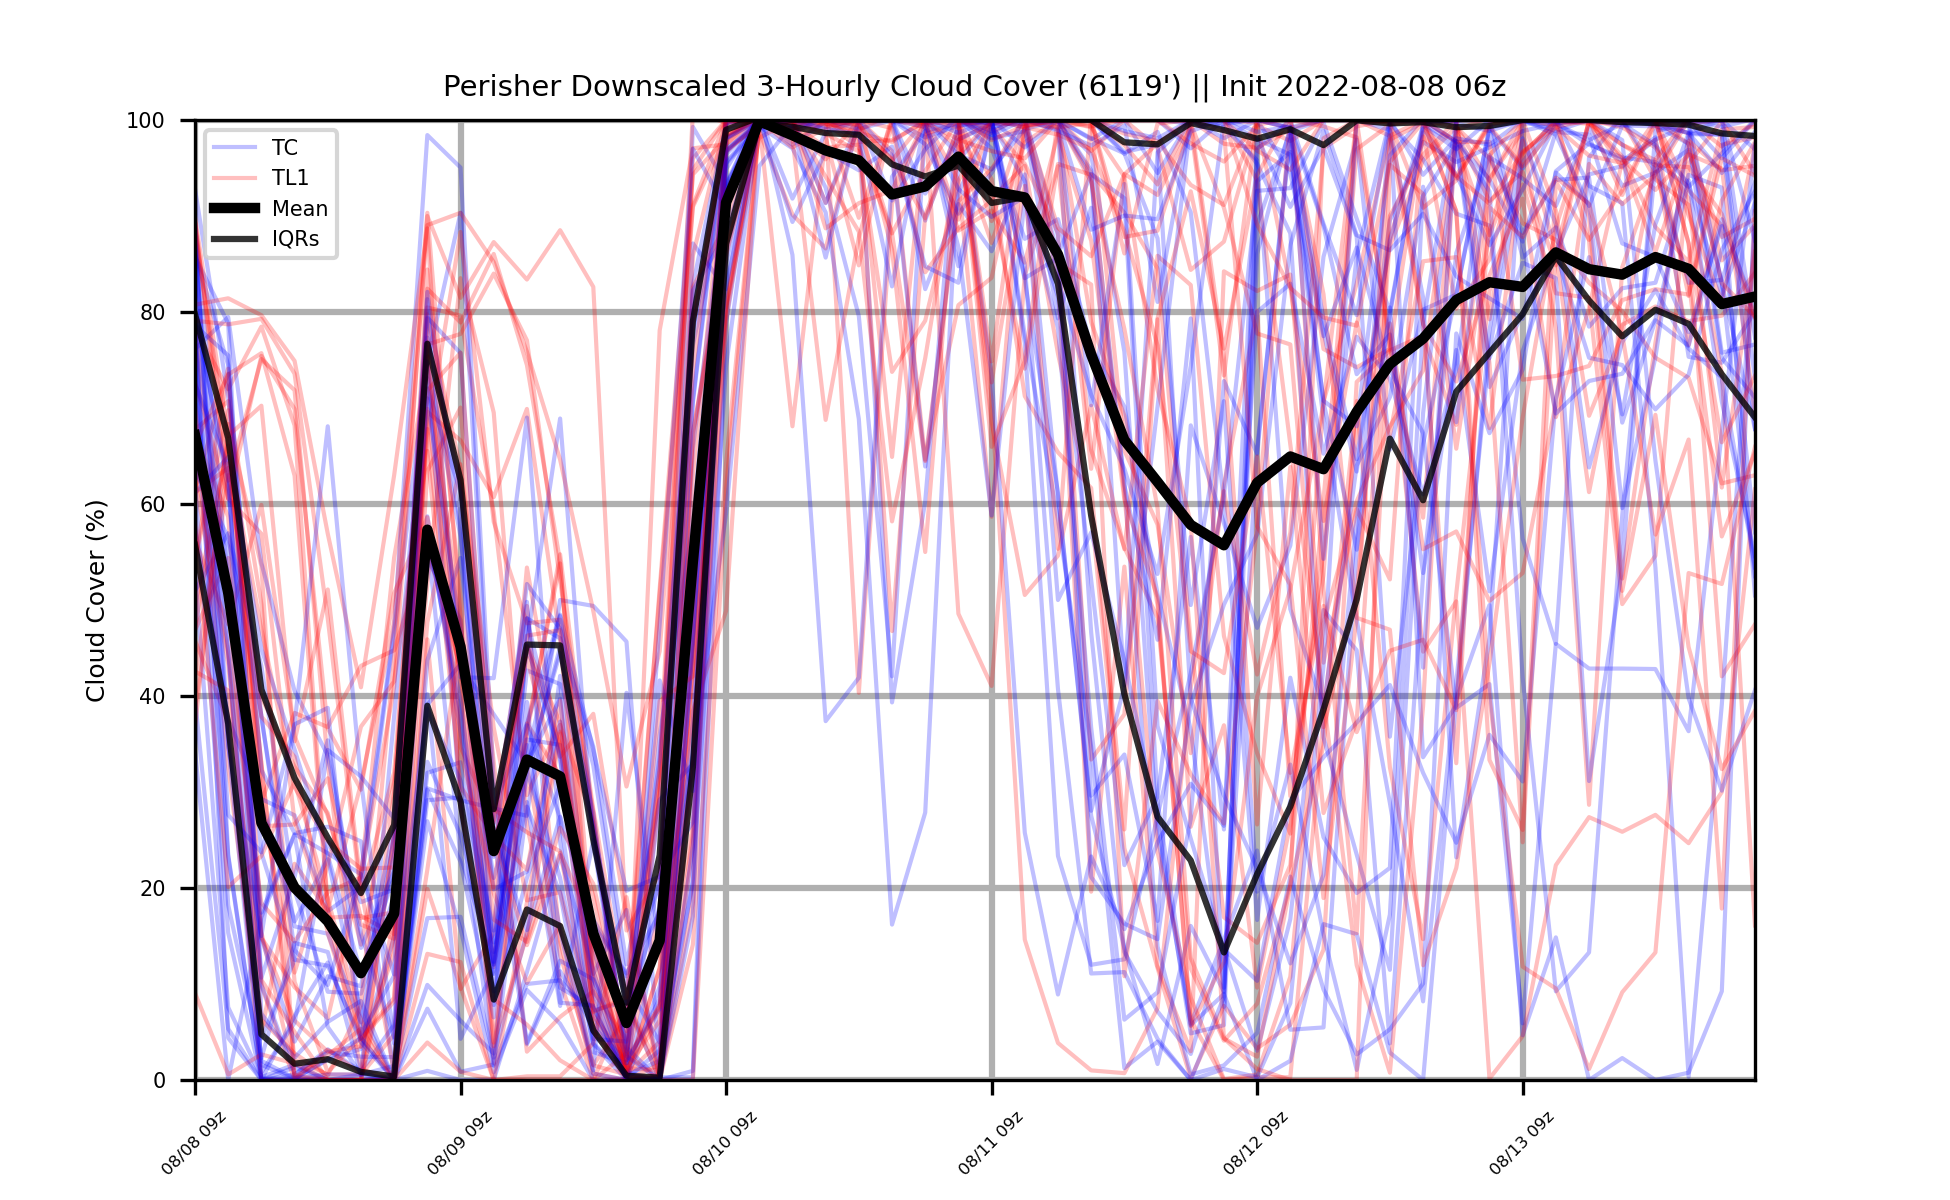 Perisher Downscaled 3-Hourly Cloud Cover (6119') || Init 2022-08-08 06z
100
80
60
40
20
0
Cloud Cover (%)
TC
TL1
Mean
IQRs
08/08 09z
08/09 09z
08/10 09z
08/11 09z
08/12 09z
08/13 09z